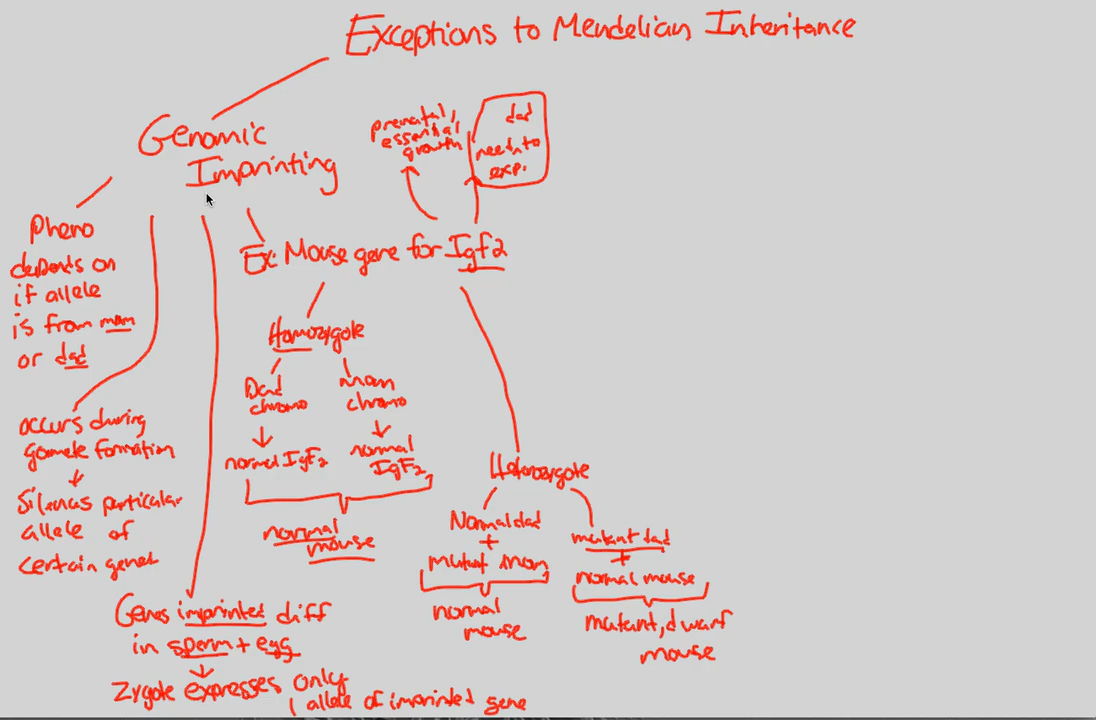 Exceptions to Mendelian Inheritance
Genomic
Imprinting
Pheno
depends on
if allele
is from mom
or dad
occurs during
gamete formation
Silences particular
allele of
certain genes
Genes imprinted diff
in sperm + egg
Zygote expresses only
1 allele of imprinted gene
Ex: Mouse gene for Igf2
prenatal,
essential
growth
dad
needs to
exp.
Homozygote
Dad
chromo
normal IgF2
mom
chromo
normal
IgF2
normal
mouse
Heterozygote
Normal dad
+
mutant mom
normal
mouse
mutant dad
+
normal mouse
mutant, dwarf
mouse